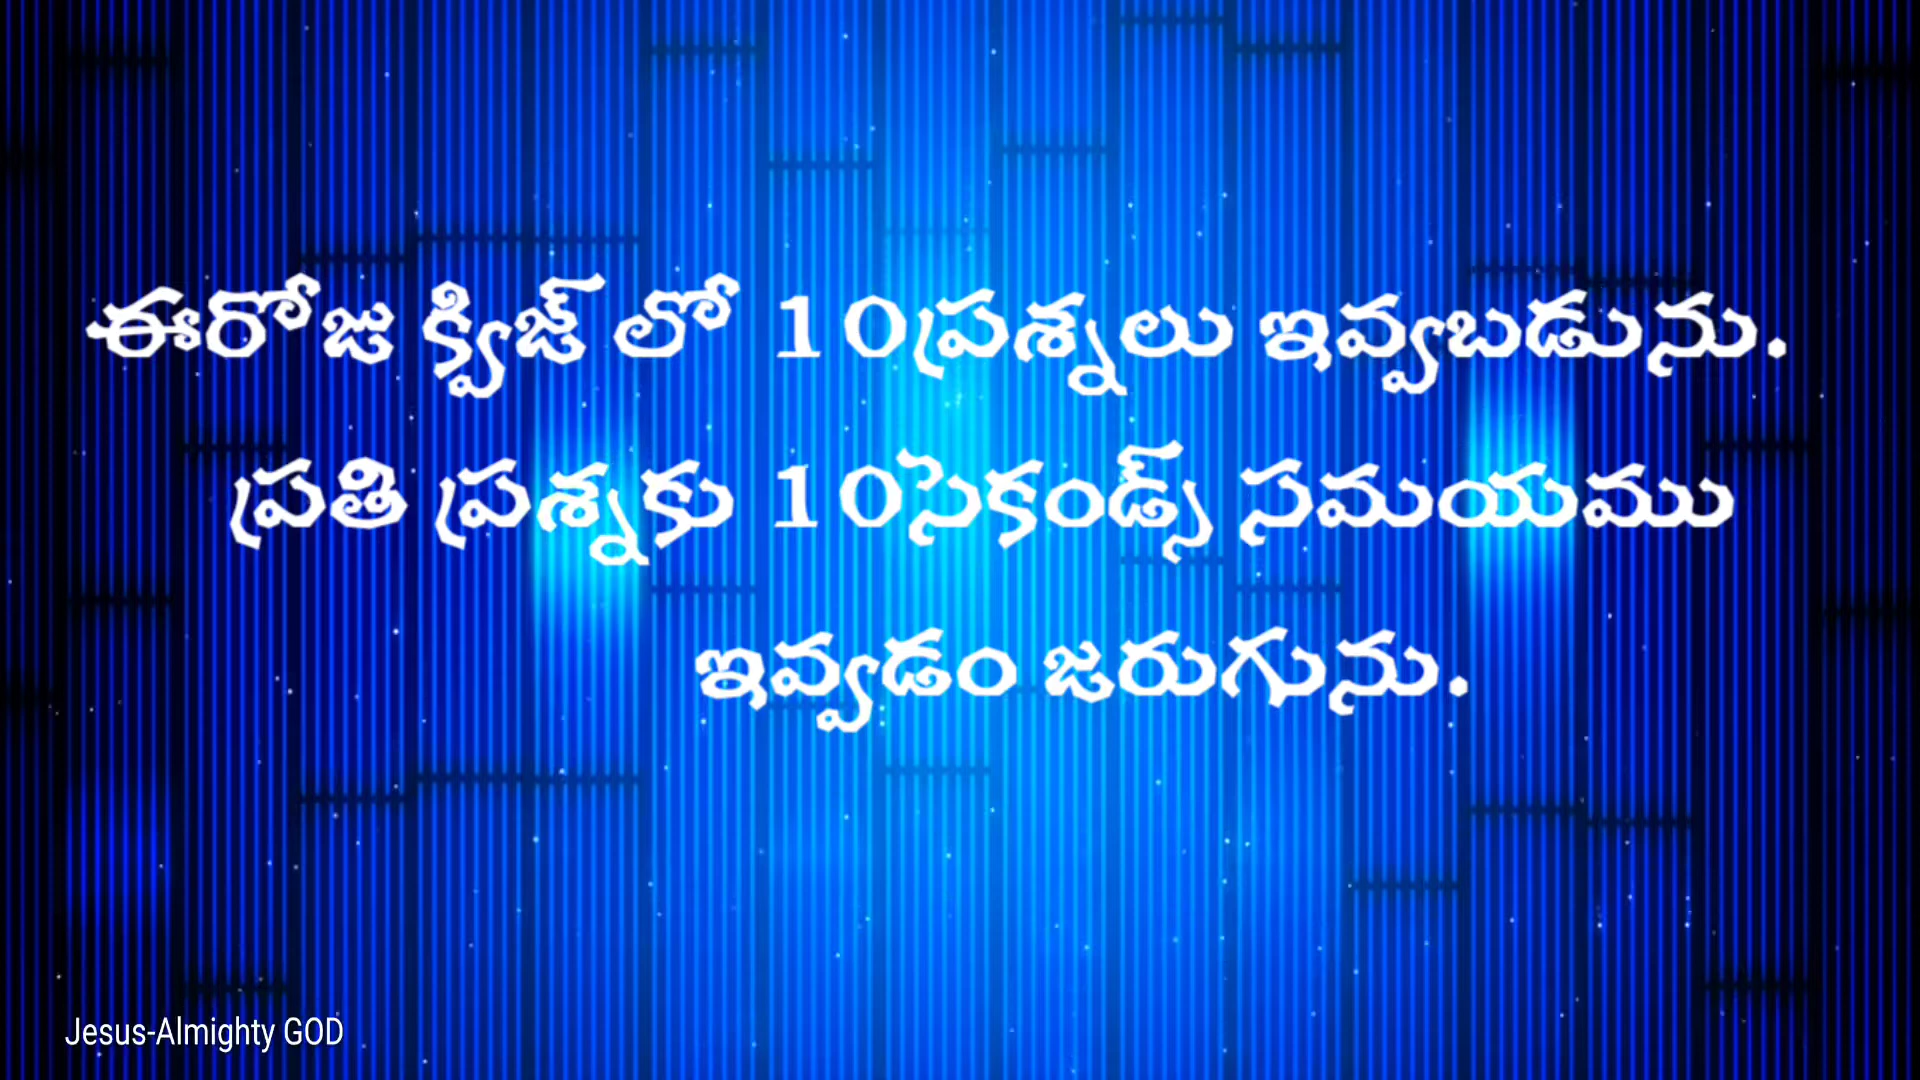 ఈరోజు క్విజ్ లో 10ప్రశ్నలు ఇవ్వబడును.
ప్రతి ప్రశ్నకు 10సెకండ్స్ సమయము
ఇవ్వడం జరుగును.
Jesus-Almighty GOD